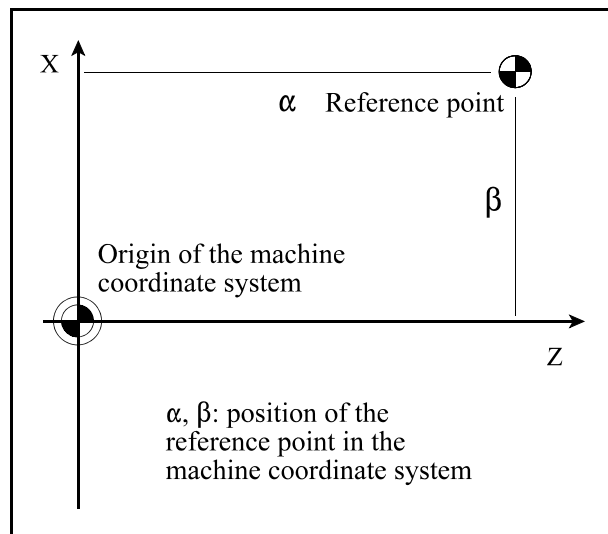 X
α Reference point
β
Origin of the machine
coordinate system
Z
α, β: position of the
reference point in the
machine coordinate system